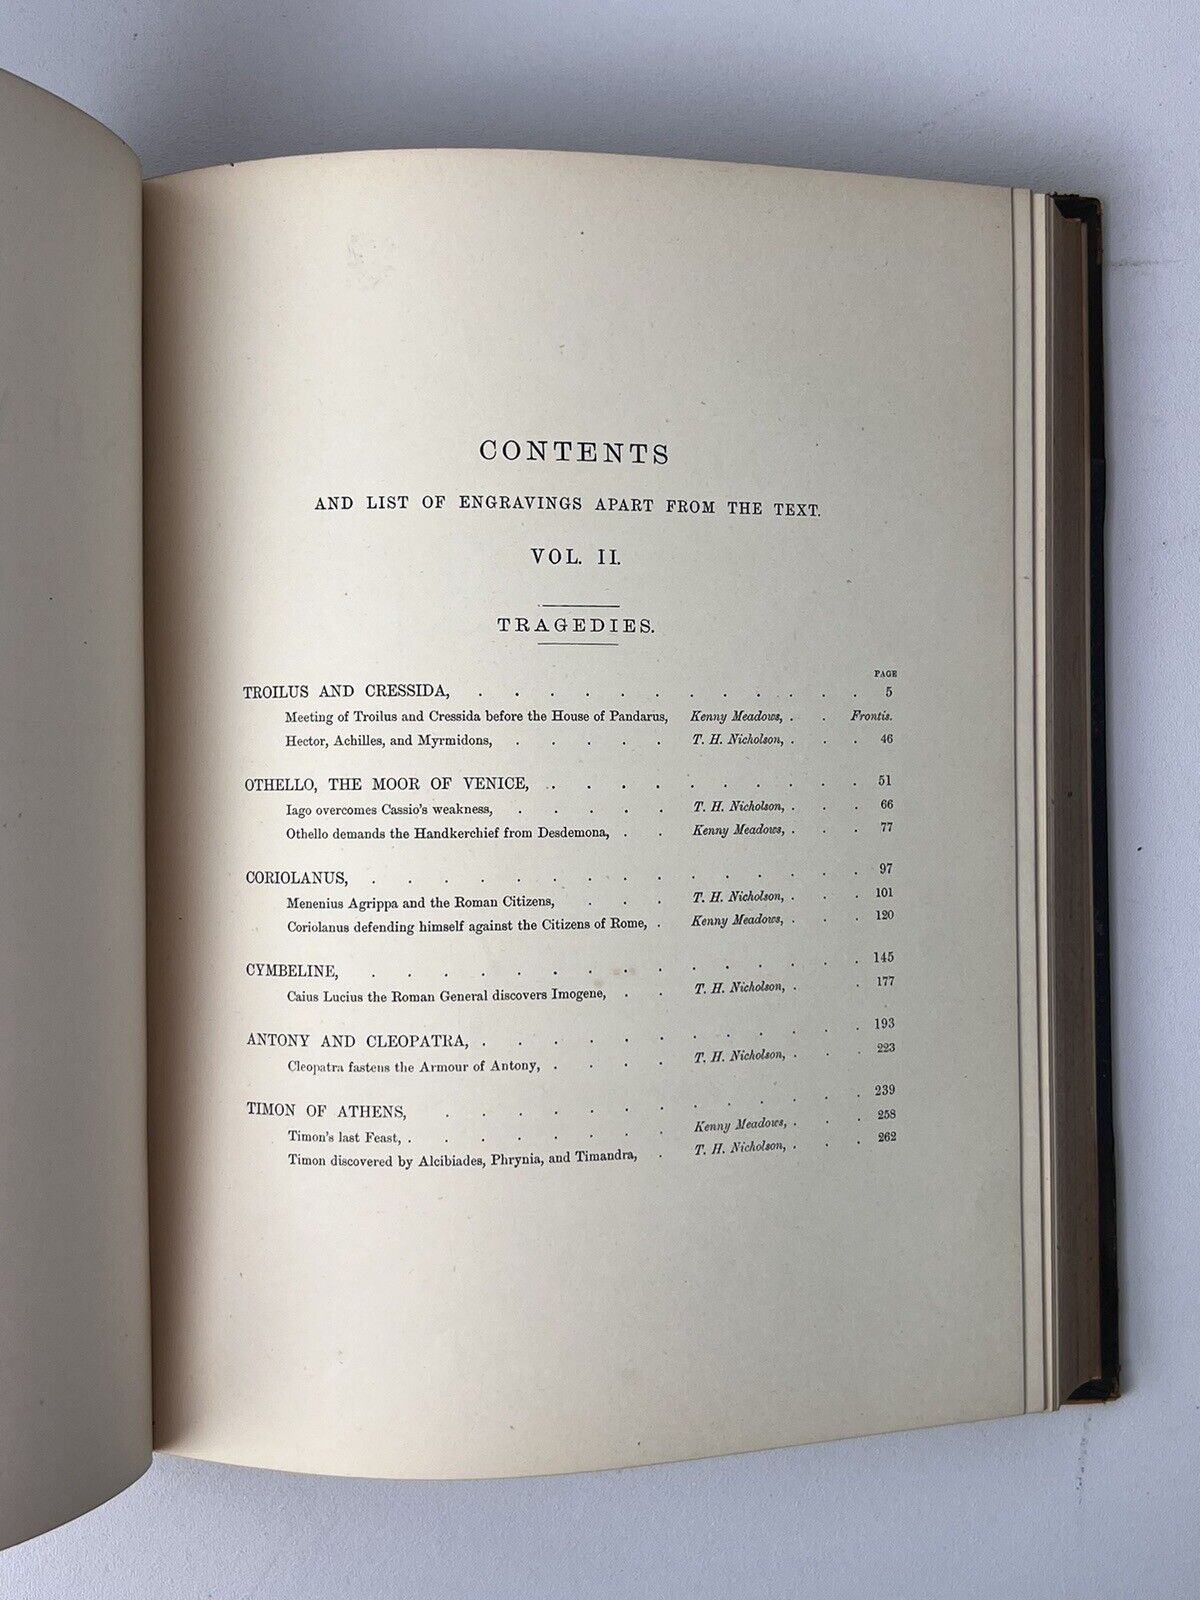 CONTENTS
AND LIST OF ENGRAVINGS APART FROM THE TEXT.
VOL. II.
TRAGEDIES.
PAGE
TROILUS AND CRESSIDA, . . . . . . . . . . . 5
Meeting of Troilus and Cressida before the House of Pandarus, Kenny Meadows, . . Frontis.
Hector, Achilles, and Myrmidons, . . . . . T. H. Nicholson, . . . 46
OTHELLO, THE MOOR OF VENICE, . . . . . . . . . 51
Iago overcomes Cassio's weakness, . . . . . T. H. Nicholson, . . . 66
Othello demands the Handkerchief from Desdemona, . . Kenny Meadows, . . . 77
CORIOLANUS, . . . . . . . . . . . . . . 97
Menenius Agrippa and the Roman Citizens, . . . T. H. Nicholson, . . . 101
Coriolanus defending himself against the Citizens of Rome, . Kenny Meadows, . . . 120
CYMBELINE, . . . . . . . . . . . . . . 145
Caius Lucius the Roman General discovers Imogene, . . T. H. Nicholson, . . 177
ANTONY AND CLEOPATRA, . . . . . . . . . . . 193
Cleopatra fastens the Armour of Antony, . . . . T. H. Nicholson, . . . 223
TIMON OF ATHENS, . . . . . . . . . . . . 239
Timon's last Feast, . . . . . . . . Kenny Meadows, . . . 258
Timon discovered by Alcibiades, Phrynia, and Timandra, . T. H. Nicholson, . . . 262